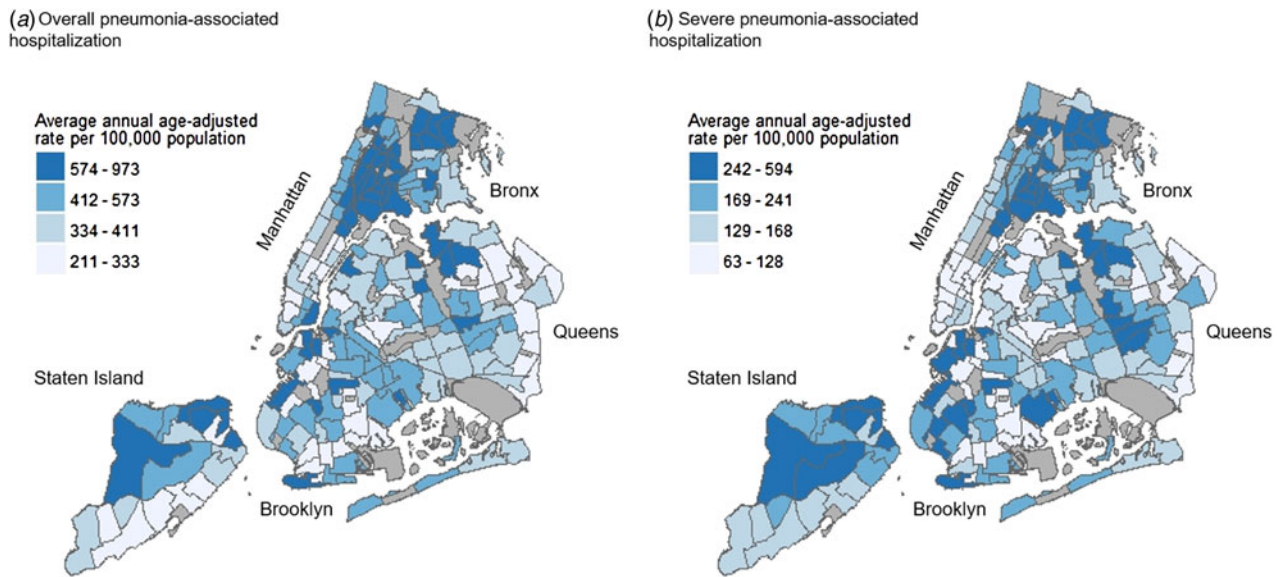 (a) Overall pneumonia-associated
hospitalization
Average annual age-adjusted
rate per 100,000 population
574 - 973
412 - 573
334 - 411
211 - 333
Manhattan
Bronx
Queens
Staten Island
Brooklyn
(b) Severe pneumonia-associated
hospitalization
Average annual age-adjusted
rate per 100,000 population
242 - 594
169 - 241
129 - 168
63 - 128
Manhattan
Bronx
Queens
Staten Island
Brooklyn